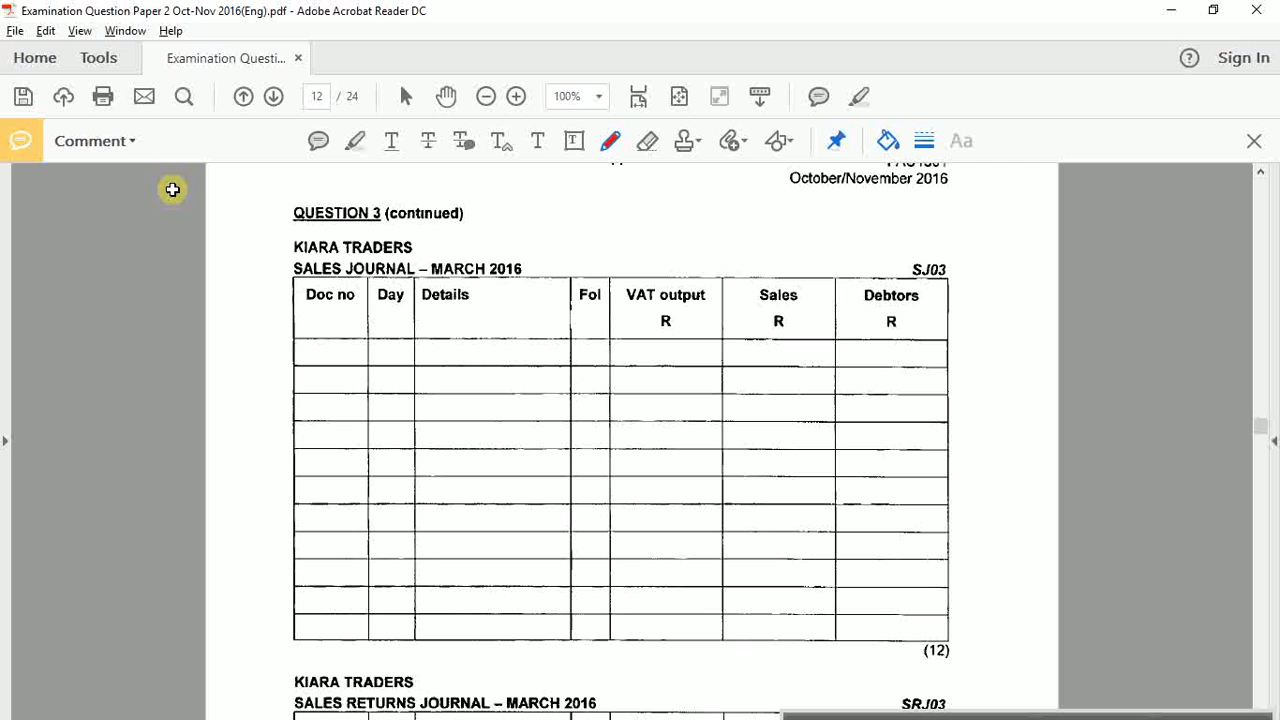 Examination Question Paper 2 Oct-Nov 2016(Eng).pdf - Adobe Acrobat Reader DC
File Edit View Window Help
Home Tools Examination Questi... × Sign In
12 / 24 100%
Comment Aa
October/November 2016
QUESTION 3 (continued)
KIARA TRADERS
SALES JOURNAL – MARCH 2016 SJ03
Doc no Day Details Fol VAT output Sales Debtors
R R R
(12)
KIARA TRADERS
SALES RETURNS JOURNAL – MARCH 2016 SRJ03